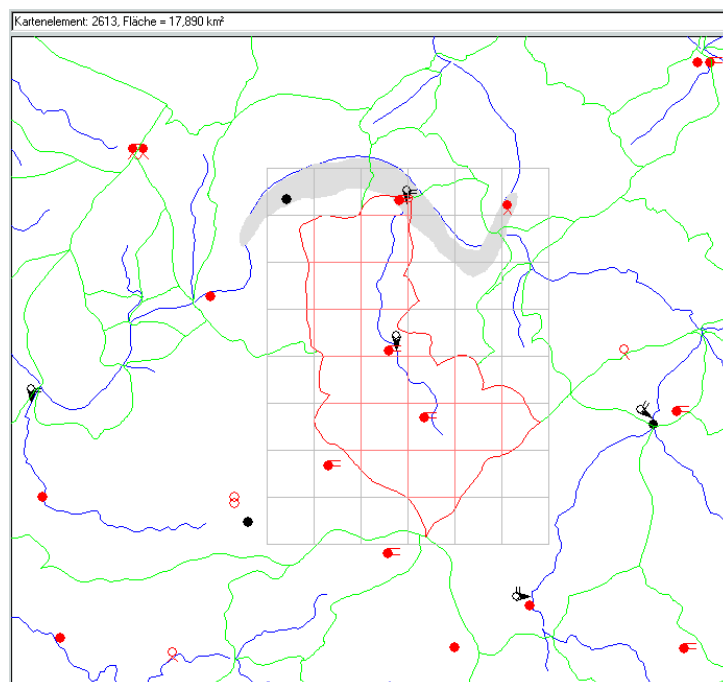 Kartenelement: 2613, Fläche = 17,890 km²